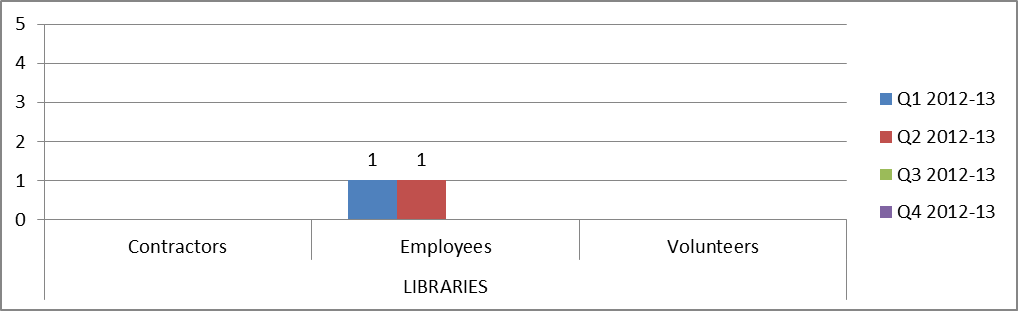 5
4
3
2
1
0
1 1
Contractors Employees Volunteers
LIBRARIES
Q1 2012-13
Q2 2012-13
Q3 2012-13
Q4 2012-13